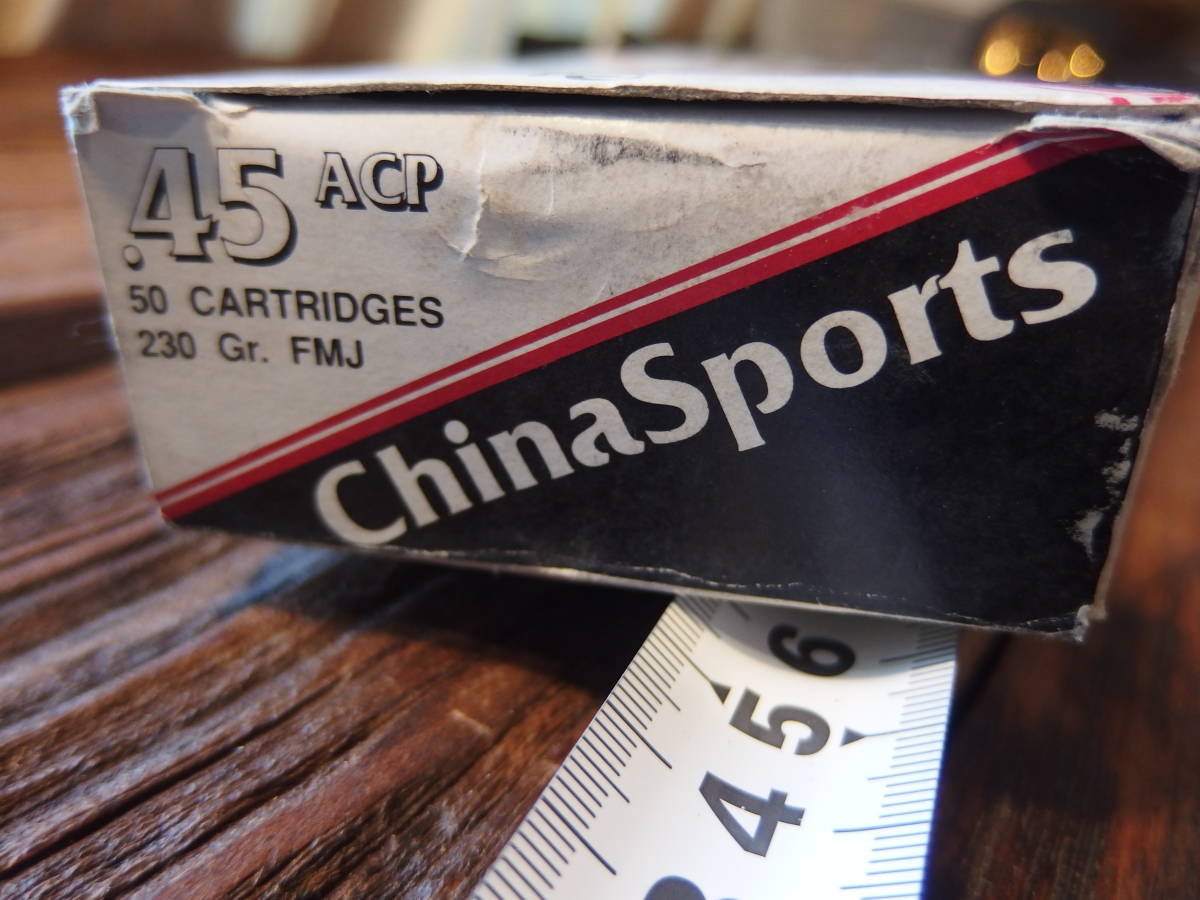 .45 ACP
50 CARTRIDGES
230 Gr. FMJ
ChinaSports
6
5
4